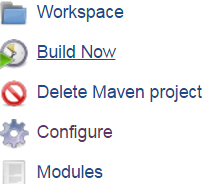 Workspace
Build Now
Delete Maven project
Configure
Modules